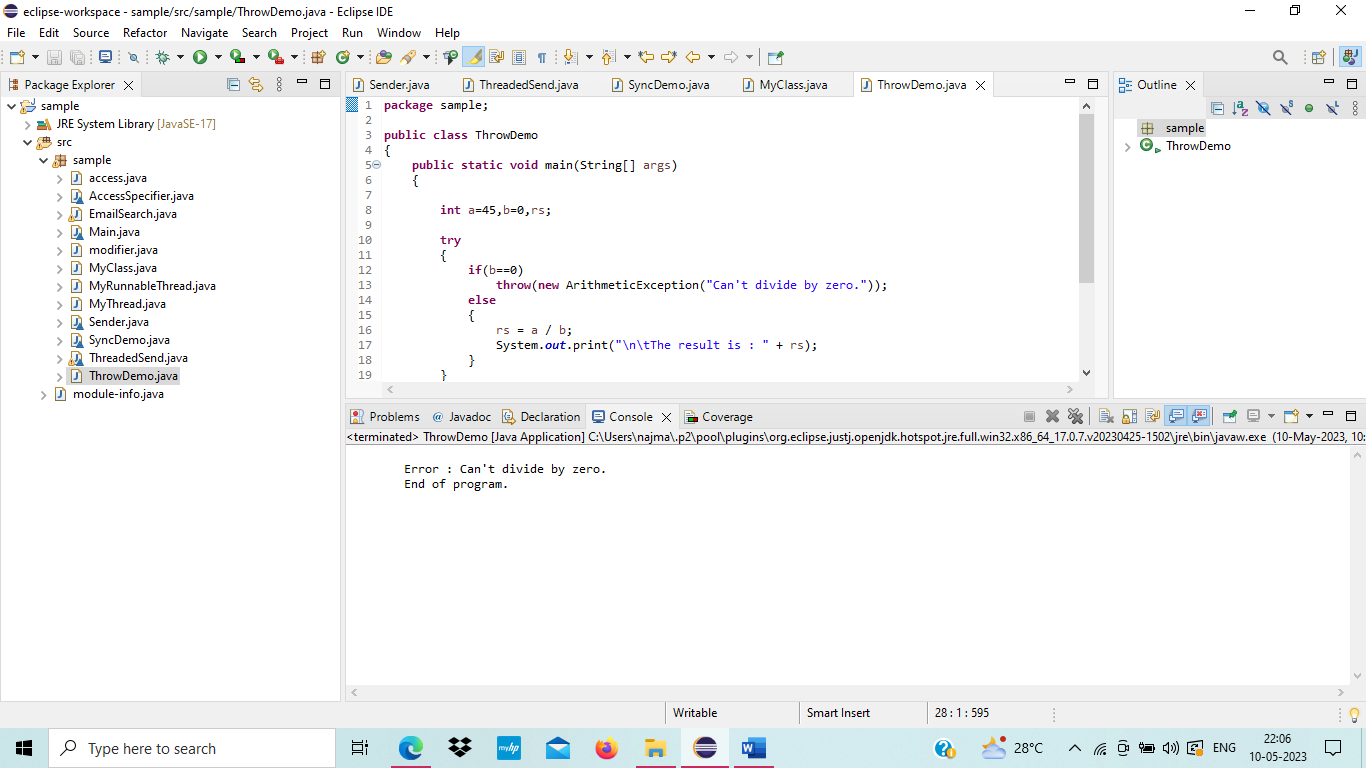 eclipse-workspace - sample/src/sample/ThrowDemo.java - Eclipse IDE
File Edit Source Refactor Navigate Search Project Run Window Help
Package Explorer
sample
JRE System Library [JavaSE-17]
src
sample
access.java
AccessSpecifier.java
EmailSearch.java
Main.java
modifier.java
MyClass.java
MyRunnableThread.java
MyThread.java
Sender.java
SyncDemo.java
ThreadedSend.java
ThrowDemo.java
module-info.java
Sender.java ThreadedSend.java SyncDemo.java MyClass.java ThrowDemo.java
1 package sample;
2
3 public class ThrowDemo
4 {
5 public static void main(String[] args)
6 {
7
8 int a=45,b=0,rs;
9
10 try
11 {
12 if(b==0)
13 throw(new ArithmeticException("Can't divide by zero."));
14 else
15 {
16 rs = a / b;
17 System.out.print("\n\tThe result is : " + rs);
18 }
19 }
Outline
sample
ThrowDemo
Problems @ Javadoc Declaration Console Coverage
<terminated> ThrowDemo [Java Application] C:\Users\najma\.p2\pool\plugins\org.eclipse.justj.openjdk.hotspot.jre.full.win32.x86_64_17.0.7.v20230425-1502\jre\bin\javaw.exe (10-May-2023, 10:
Error : Can't divide by zero.
End of program.
Writable Smart Insert 28 : 1 : 595
Type here to search
myhp
28°C ENG
22:06
10-05-2023